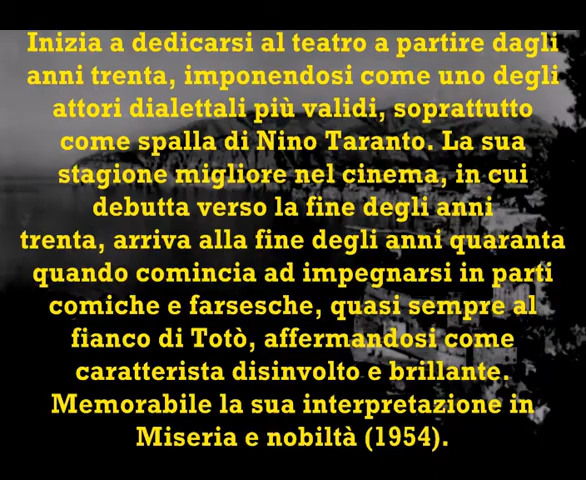 Inizia a dedicarsi al teatro a partire dagli
anni trenta, imponendosi come uno degli
attori dialettali più validi, soprattutto
come spalla di Nino Taranto. La sua
stagione migliore nel cinema, in cui
debutta verso la fine degli anni
trenta, arriva alla fine degli anni quaranta
quando comincia ad impegnarsi in parti
comiche e farsesche, quasi sempre al
fianco di Totò, affermandosi come
caratterista disinvolto e brillante.
Memorabile la sua interpretazione in
Miseria e nobiltà (1954).